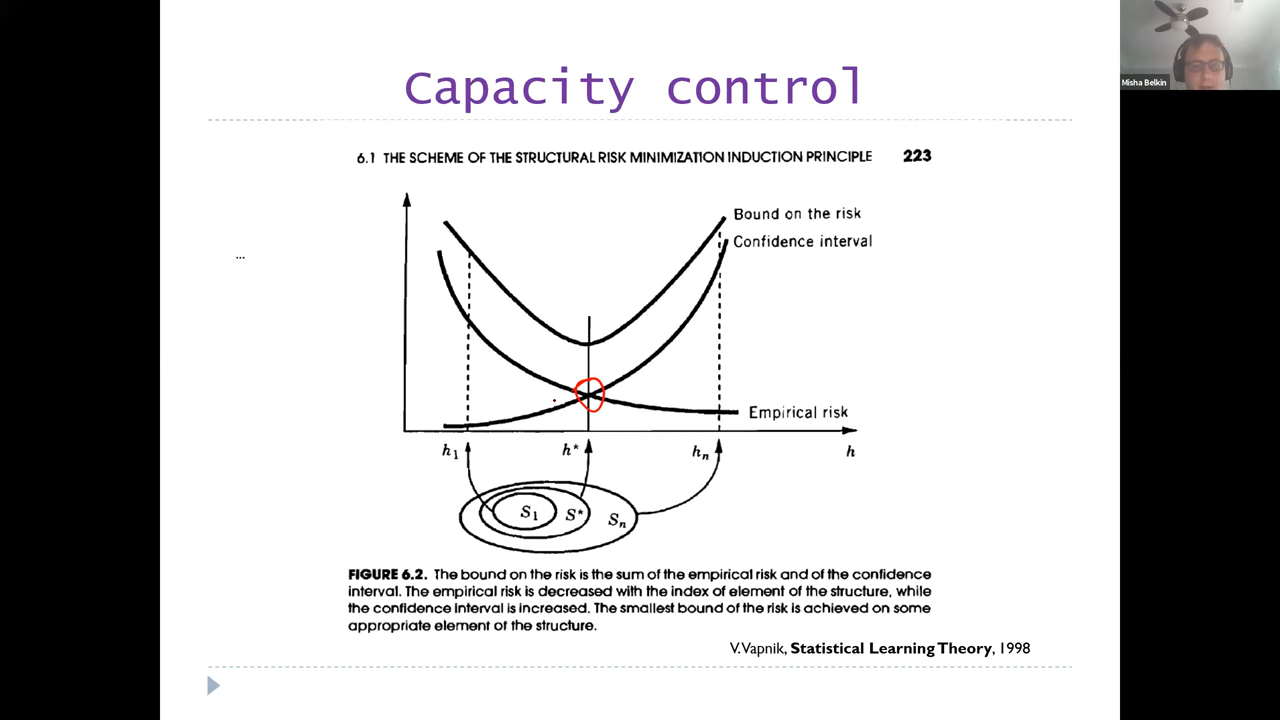 Capacity control
Misha Belkin
6.1 THE SCHEME OF THE STRUCTURAL RISK MINIMIZATION INDUCTION PRINCIPLE 223
Bound on the risk
Confidence interval
...
Empirical risk
h₁ h* hₙ h
S₁ S* Sₙ
FIGURE 6.2. The bound on the risk is the sum of the empirical risk and of the confidence
interval. The empirical risk is decreased with the index of element of the structure, while
the confidence interval is increased. The smallest bound of the risk is achieved on some
appropriate element of the structure.
V. Vapnik, Statistical Learning Theory, 1998